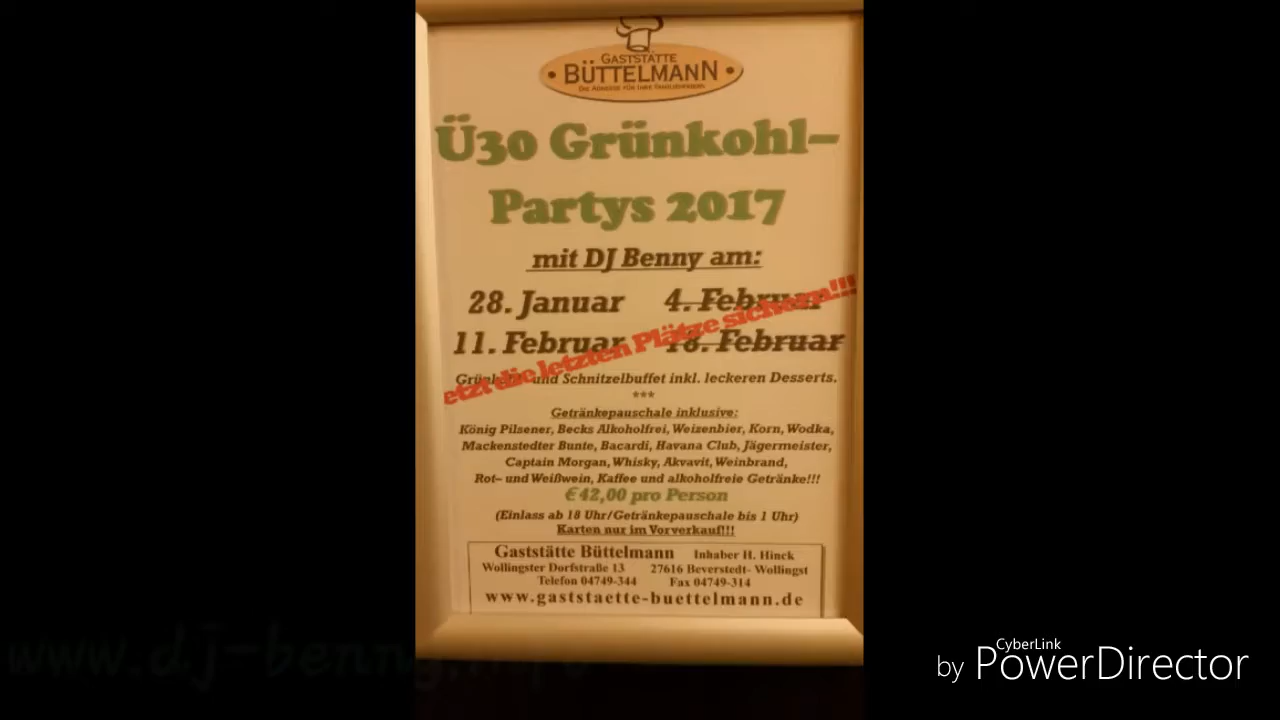 GASTSTÄTTE
BÜTTELMANN
Ü30 Grünkohl–
Partys 2017
mit DJ Benny am:
28. Januar 4. Februar
11. Februar 18. Februar
etzt die letzten Plätze sichern!!!
Grünkohl- und Schnitzelbuffet inkl. leckeren Desserts.
***
Getränkepauschale inklusive:
König Pilsener, Becks Alkoholfrei, Weizenbier, Korn, Wodka,
Mackenstedter Bunte, Bacardi, Havana Club, Jägermeister,
Captain Morgan, Whisky, Akvavit, Weinbrand,
Rot– und Weißwein, Kaffee und alkoholfreie Getränke!!!
€ 42,00 pro Person
(Einlass ab 18 Uhr/Getränkepauschale bis 1 Uhr)
Karten nur im Vorverkauf!!!
Gaststätte Büttelmann Inhaber H. Hinck
Wollingster Dorfstraße 13 27616 Beverstedt- Wollingst
Telefon 04749-344 Fax 04749-314
www.gaststaette-buettelmann.de
CyberLink
by PowerDirector